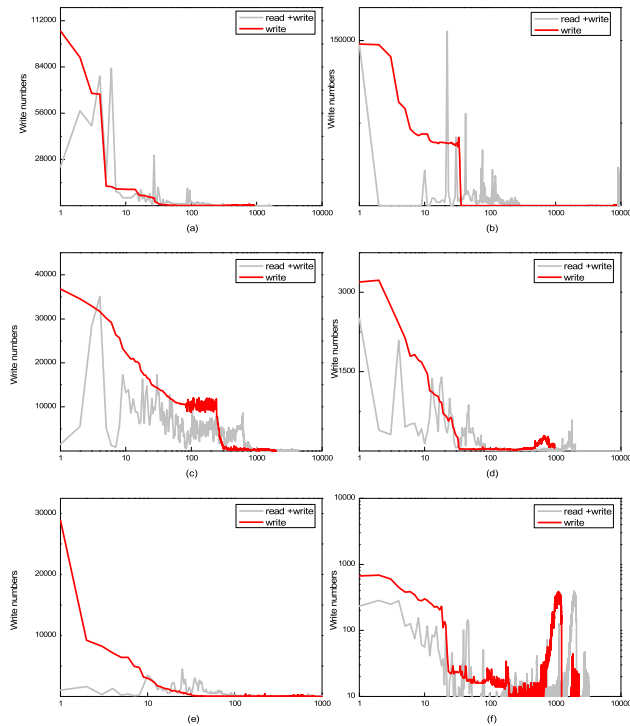 112000
84000
56000
28000
Write numbers
read +write
write
1 10 100 1000 10000
(a)
150000
Write numbers
read +write
write
1 10 100 1000 10000
(b)
40000
30000
20000
10000
Write numbers
read +write
write
1 10 100 1000 10000
(c)
3000
1500
Write numbers
read +write
write
1 10 100 1000 10000
(d)
30000
20000
10000
Write numbers
read +write
write
1 10 100 1000 10000
(e)
10000
1000
100
10
Write numbers
read +write
write
1 10 100 1000 10000
(f)